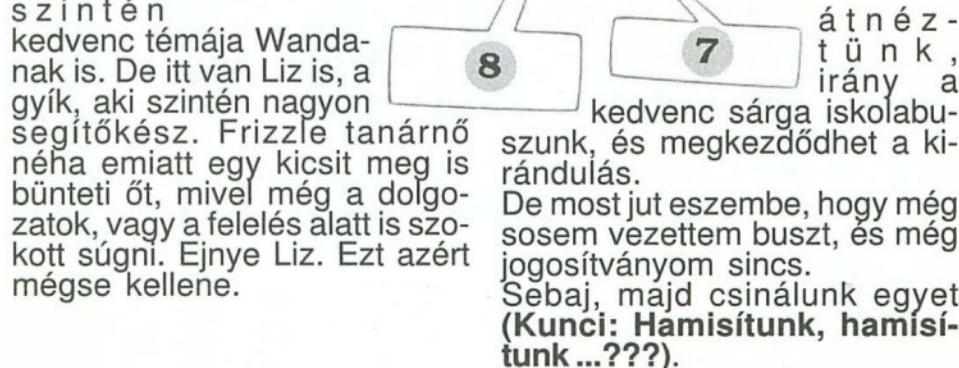 szintén
kedvenc témája Wanda-
nak is. De itt van Liz is, a
gyík, aki szintén nagyon
segítőkész. Frizzle tanárnő
néha emiatt egy kicsit meg is
bünteti őt, mivel még a dolgo-
zatok, vagy a felelés alatt is szo-
kott súgni. Ejnye Liz. Ezt azért
mégse kellene.
8
7
átnéz-
tünk,
irány a
kedvenc sárga iskolabu-
szunk, és megkezdődhet a ki-
rándulás.
De most jut eszembe, hogy még
sosem vezettem buszt, és még
jogosítványom sincs.
Sebaj, majd csinálunk egyet
(Kunci: Hamisítunk, hamisí-
tunk ...???).